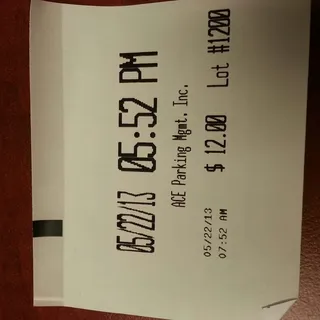 05/22/13 05:52 PM
ACE Parking Mgmt. Inc.
$ 12.00 Lot #1200
05/22/13
07:52 AM